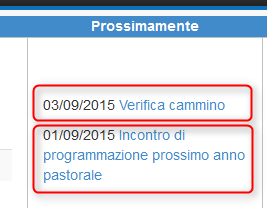 Prossimamente
03/09/2015 Verifica cammino
01/09/2015 Incontro di
programmazione prossimo anno
pastorale